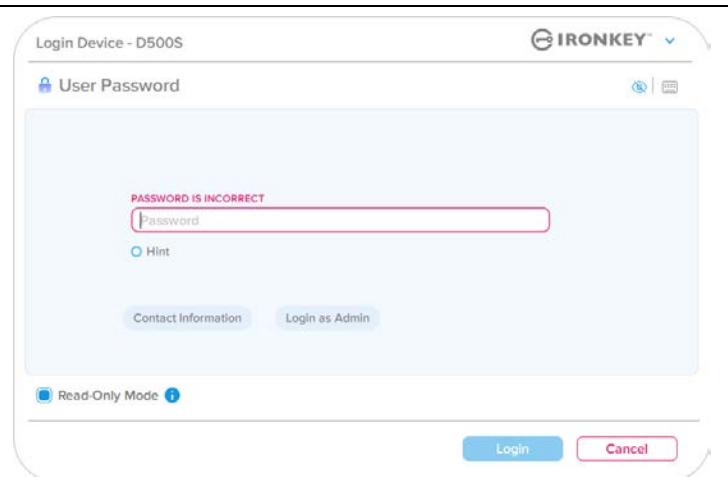 Login Device - D500S
IRONKEY™
User Password
PASSWORD IS INCORRECT
Password
Hint
Contact Information
Login as Admin
Read-Only Mode
Login
Cancel